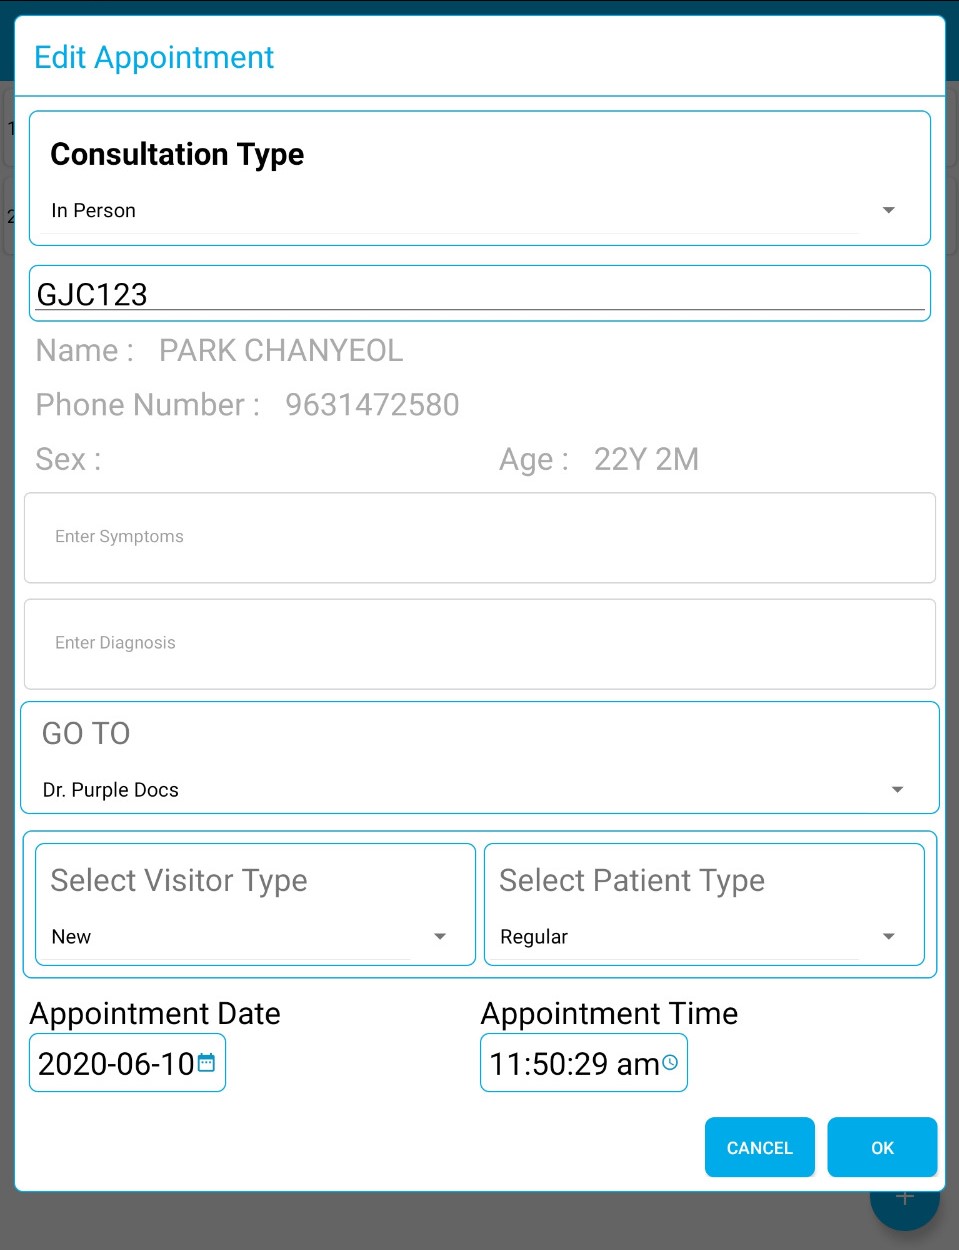 Edit Appointment
1
2
Consultation Type
In Person
GJC123
Name : PARK CHANYEOL
Phone Number : 9631472580
Sex : Age : 22Y 2M
Enter Symptoms
Enter Diagnosis
GO TO
Dr. Purple Docs
Select Visitor Type Select Patient Type
New Regular
Appointment Date Appointment Time
2020-06-10 11:50:29 am
CANCEL OK
+